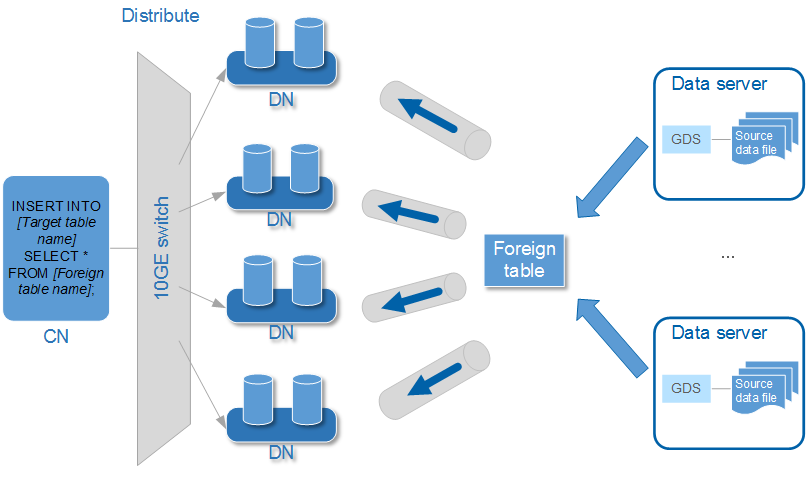 Distribute
INSERT INTO
[Target table
name]
SELECT *
FROM [Foreign
table name];
CN
10GE switch
DN
DN
DN
DN
Foreign
table
Data server
GDS
Source
data file
...
Data server
GDS
Source
data file